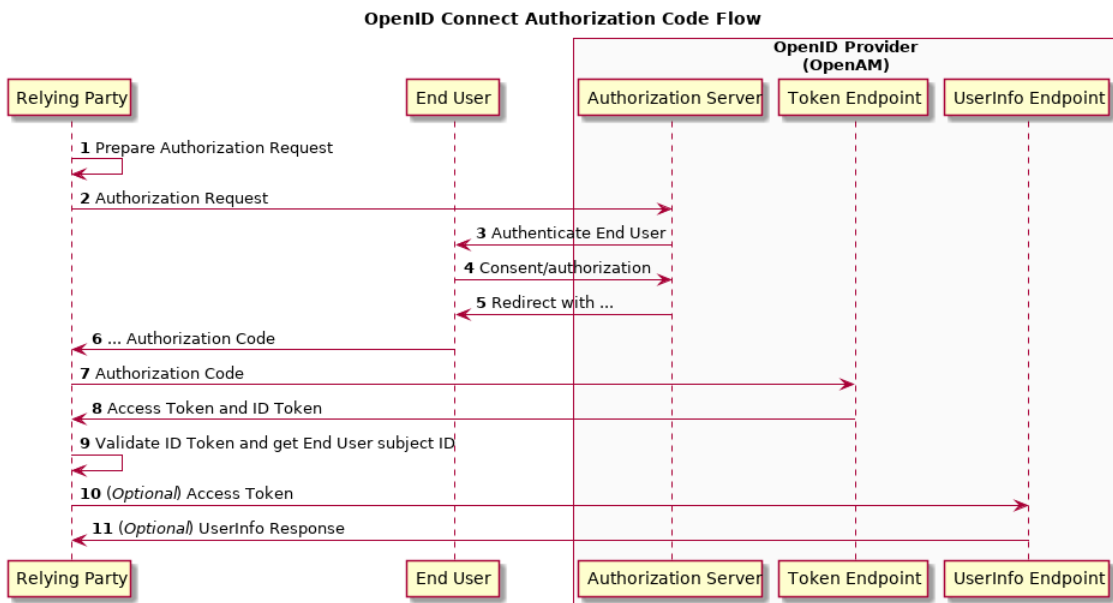 OpenID Connect Authorization Code Flow
OpenID Provider
(OpenAM)
Relying Party
End User
Authorization Server
Token Endpoint
UserInfo Endpoint
1 Prepare Authorization Request
2 Authorization Request
3 Authenticate End User
4 Consent/authorization
5 Redirect with ...
6 ... Authorization Code
7 Authorization Code
8 Access Token and ID Token
9 Validate ID Token and get End User subject ID
10 (Optional) Access Token
11 (Optional) UserInfo Response
Relying Party
End User
Authorization Server
Token Endpoint
UserInfo Endpoint